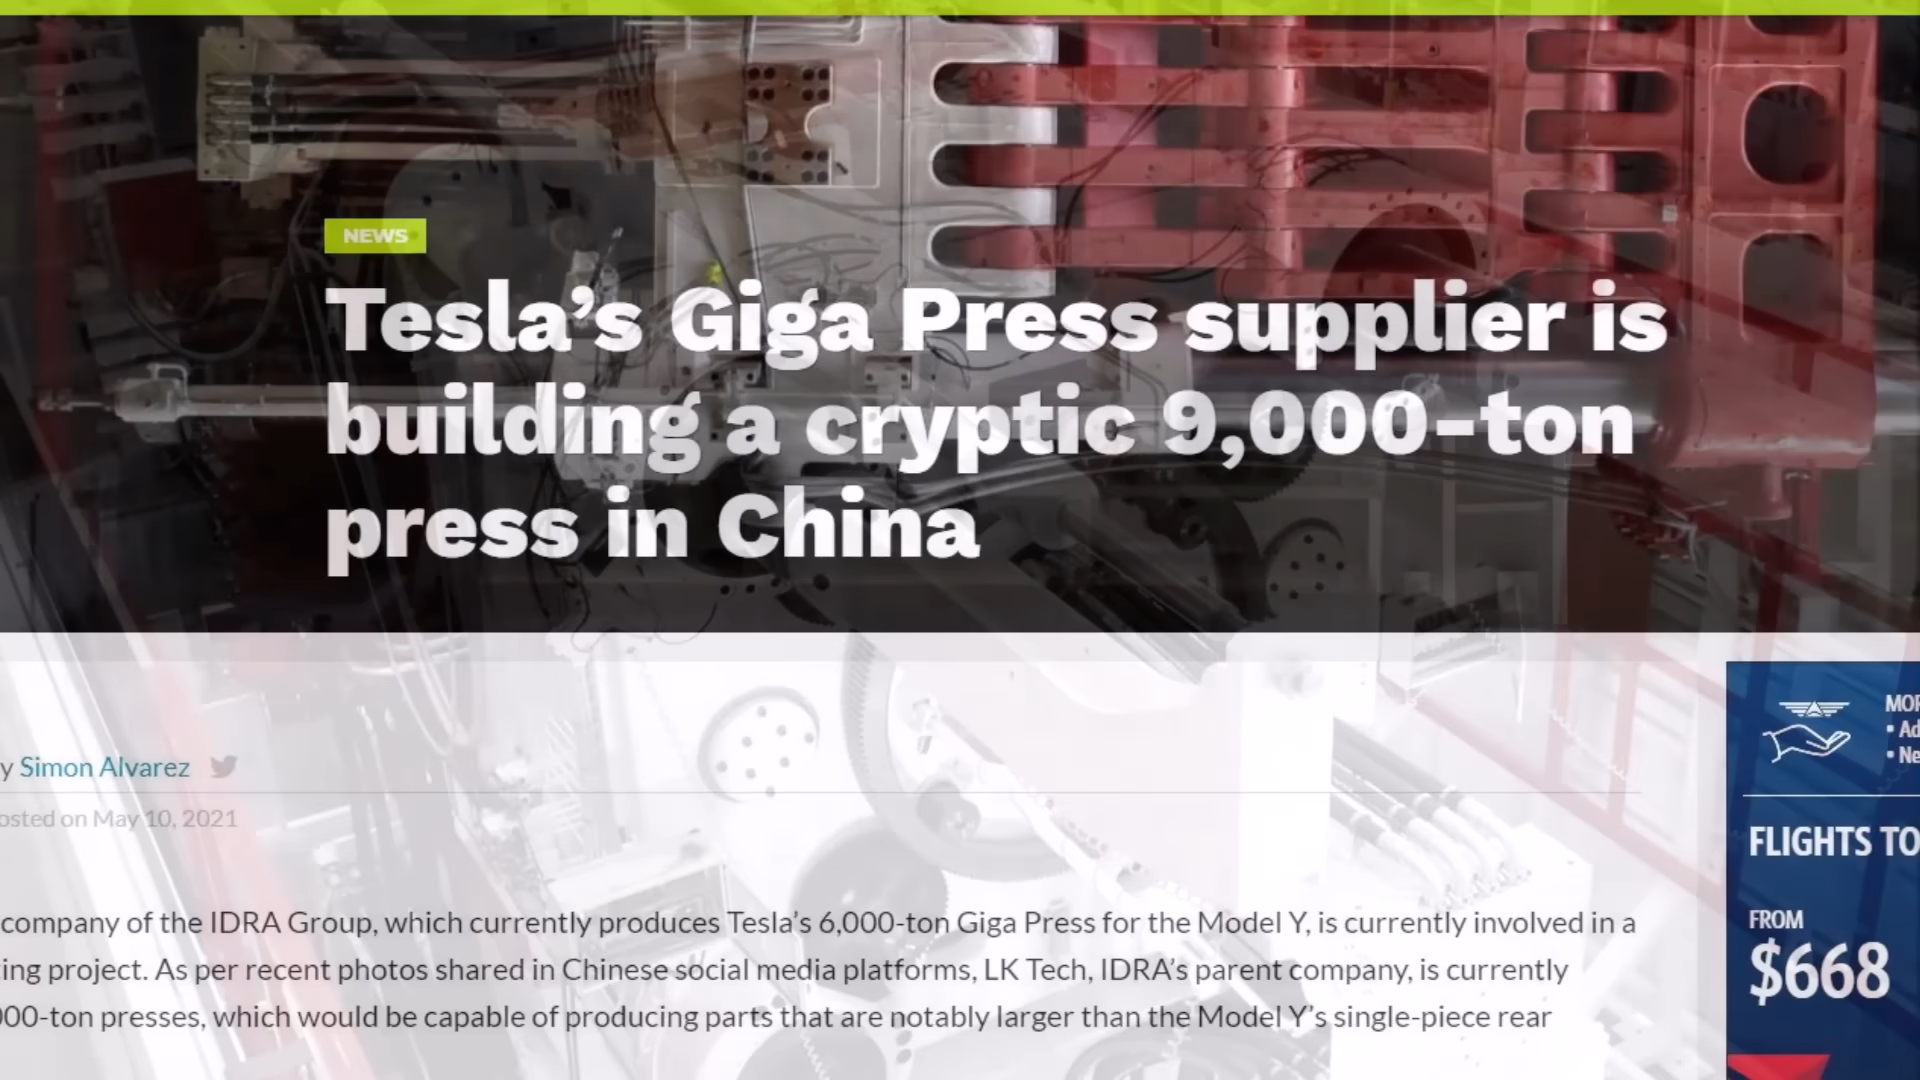 NEWS
Tesla's Giga Press supplier is
building a cryptic 9,000-ton
press in China
y Simon Alvarez
osted on May 10, 2021
company of the IDRA Group, which currently produces Tesla's 6,000-ton Giga Press for the Model Y, is currently involved in a
ing project. As per recent photos shared in Chinese social media platforms, LK Tech, IDRA's parent company, is currently
000-ton presses, which would be capable of producing parts that are notably larger than the Model Y's single-piece rear
MOR
• Ad
• Ne
FLIGHTS TO
FROM
$668